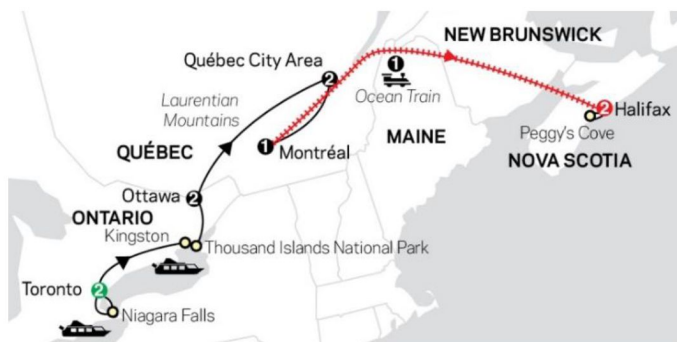 NEW BRUNSWICK
Québec City Area
2
1
Ocean Train
Laurentian
Mountains
2 Halifax
Peggy's Cove
MAINE
QUÉBEC
1 Montréal
NOVA SCOTIA
Ottawa 2
ONTARIO
Kingston
Thousand Islands National Park
Toronto 2
Niagara Falls